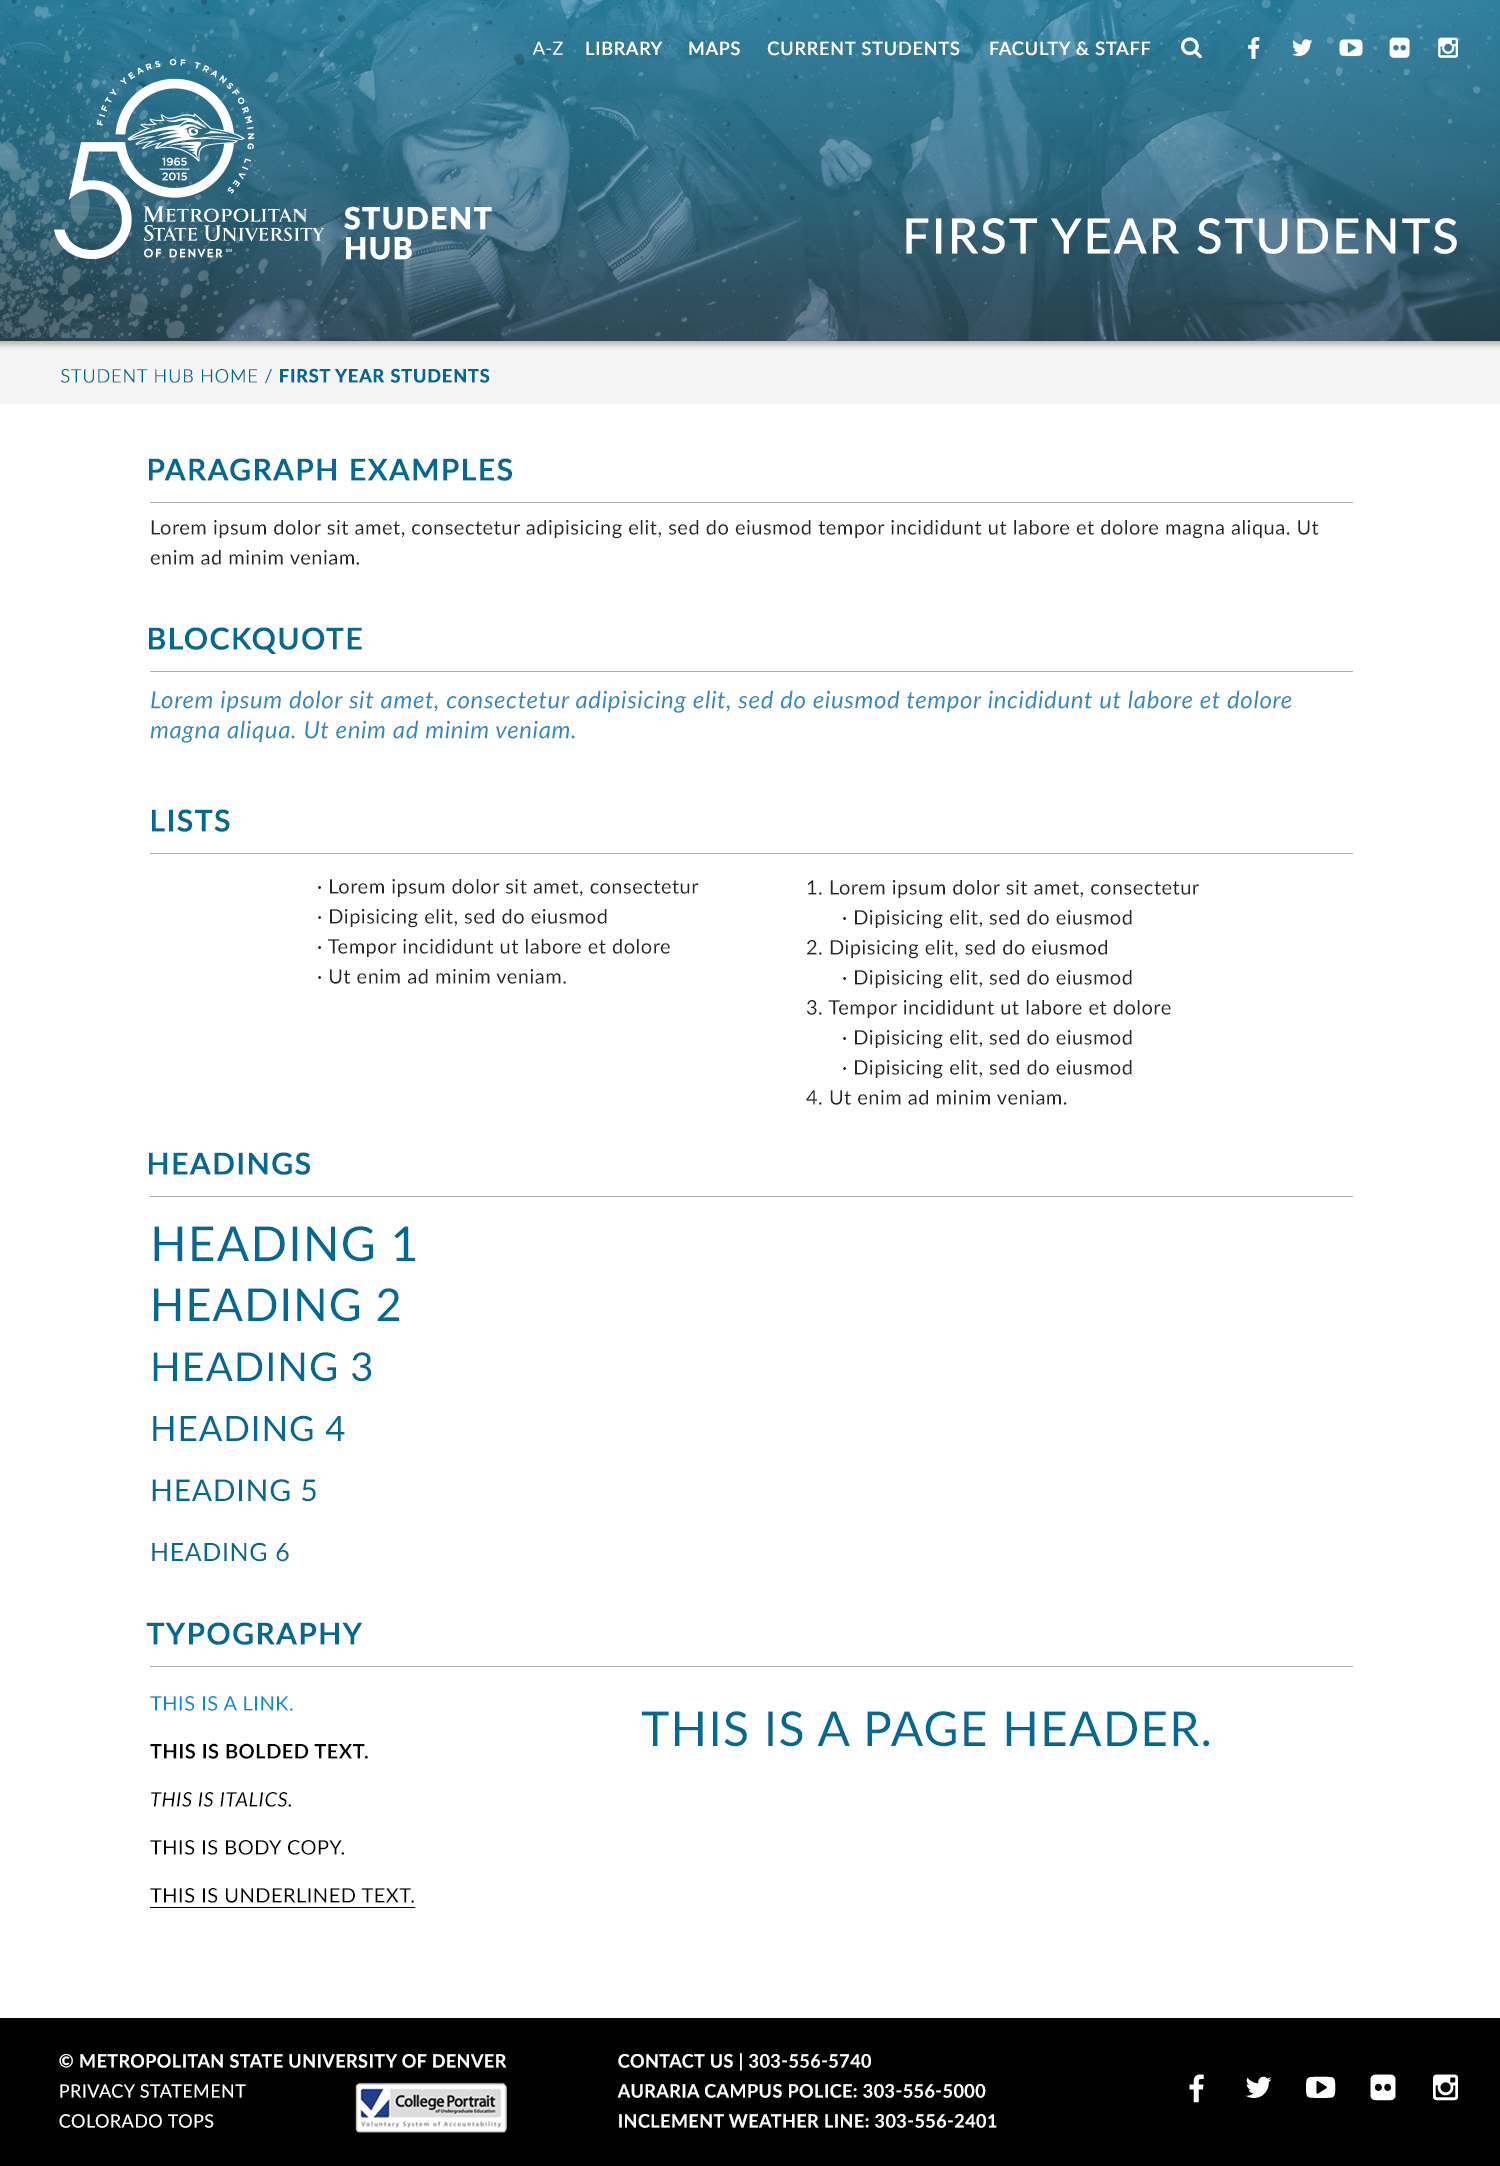 A-Z LIBRARY MAPS CURRENT STUDENTS FACULTY & STAFF
FIFTY YEARS OF TRANSFORMING LIVES
50
1965
2015
METROPOLITAN
STATE UNIVERSITY
OF DENVER
STUDENT
HUB
FIRST YEAR STUDENTS
STUDENT HUB HOME / FIRST YEAR STUDENTS
PARAGRAPH EXAMPLES
Lorem ipsum dolor sit amet, consectetur adipisicing elit, sed do eiusmod tempor incididunt ut labore et dolore magna aliqua. Ut
enim ad minim veniam.
BLOCKQUOTE
Lorem ipsum dolor sit amet, consectetur adipisicing elit, sed do eiusmod tempor incididunt ut labore et dolore
magna aliqua. Ut enim ad minim veniam.
LISTS
· Lorem ipsum dolor sit amet, consectetur
· Dipisicing elit, sed do eiusmod
· Tempor incididunt ut labore et dolore
· Ut enim ad minim veniam.
1. Lorem ipsum dolor sit amet, consectetur
· Dipisicing elit, sed do eiusmod
2. Dipisicing elit, sed do eiusmod
· Dipisicing elit, sed do eiusmod
3. Tempor incididunt ut labore et dolore
· Dipisicing elit, sed do eiusmod
· Dipisicing elit, sed do eiusmod
4. Ut enim ad minim veniam.
HEADINGS
HEADING 1
HEADING 2
HEADING 3
HEADING 4
HEADING 5
HEADING 6
TYPOGRAPHY
THIS IS A LINK.
THIS IS BOLDED TEXT.
THIS IS ITALICS.
THIS IS BODY COPY.
THIS IS UNDERLINED TEXT.
THIS IS A PAGE HEADER.
© METROPOLITAN STATE UNIVERSITY OF DENVER
PRIVACY STATEMENT
COLORADO TOPS
College Portrait
of Undergraduate Education
Voluntary System of Accountability
CONTACT US | 303-556-5740
AURARIA CAMPUS POLICE: 303-556-5000
INCLEMENT WEATHER LINE: 303-556-2401